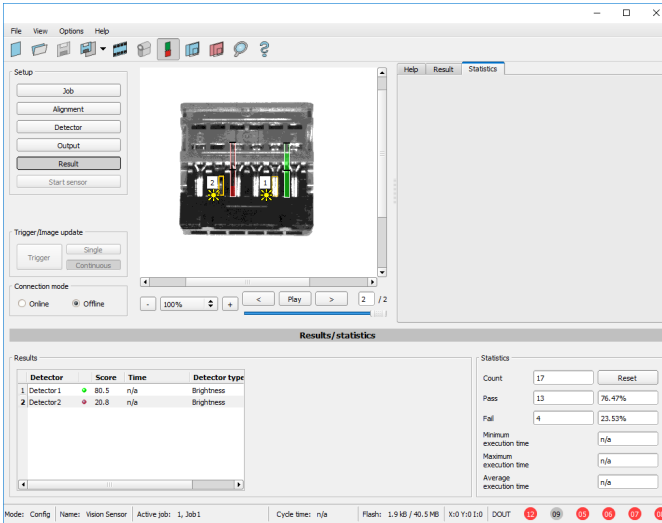 File View Options Help
Setup
Job
Alignment
Detector
Output
Result
Start sensor
Trigger/Image update
Trigger
Single
Continuous
Connection mode
Online Offline
2 1
- 100% + < Play > 2 / 2
Help Result Statistics
Results/statistics
Results
Detector Score Time Detector type
1 Detector1 80.5 n/a Brightness
2 Detector2 20.8 n/a Brightness
Statistics
Count 17 Reset
Pass 13 76.47%
Fail 4 23.53%
Minimum
execution time n/a
Maximum
execution time n/a
Average
execution time n/a
Mode: Config Name: Vision Sensor Active job: 1, Job1 Cycle time: n/a Flash: 1.9 kB / 40.5 MB X:0 Y:0 I:0 DOUT 12 09 05 06 07